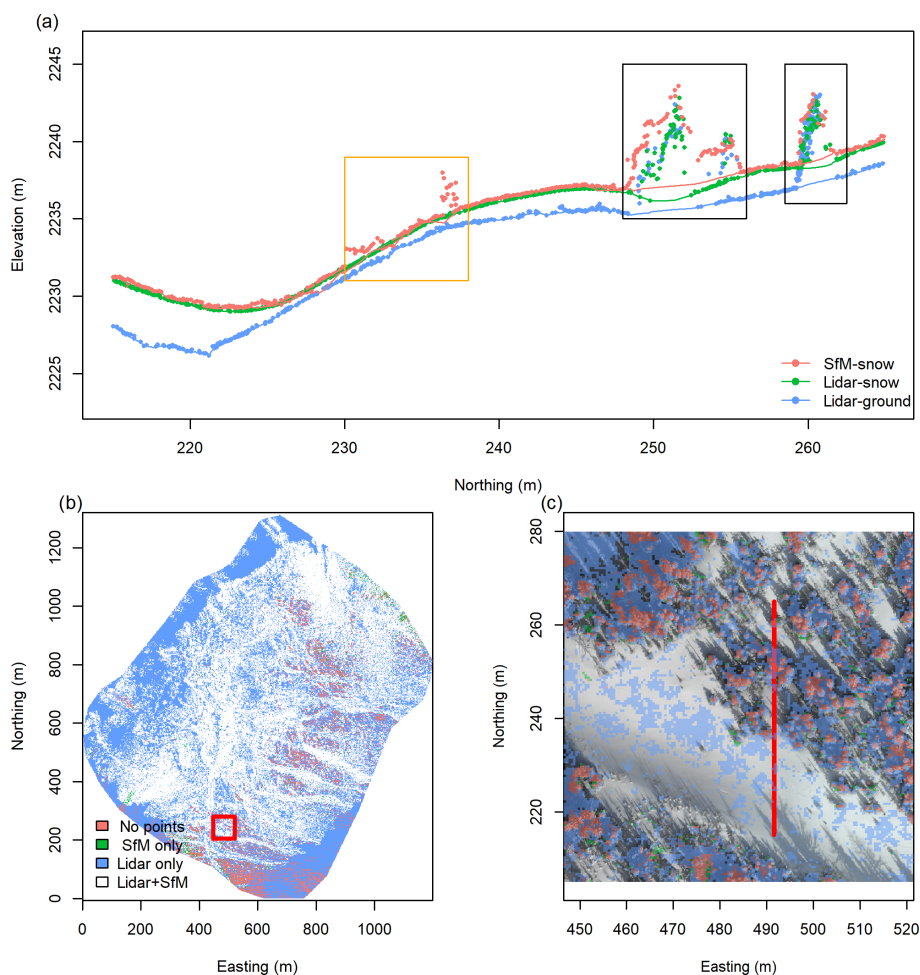 (a)
2245
2240
2235
2230
2225
Elevation (m)
SfM-snow
Lidar-snow
Lidar-ground
220 230 240 250 260
Northing (m)
(b)
1200
1000
800
600
400
200
0
Northing (m)
No points
SfM only
Lidar only
Lidar+SfM
0 200 400 600 800 1000
Easting (m)
(c)
280
260
240
220
Northing (m)
450 460 470 480 490 500 510 520
Easting (m)